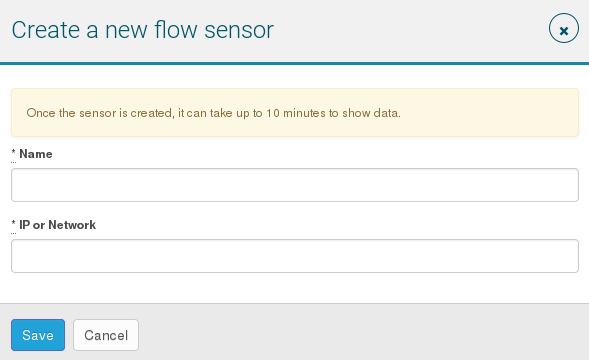 Create a new flow sensor
Once the sensor is created, it can take up to 10 minutes to show data.
* Name
* IP or Network
Save Cancel